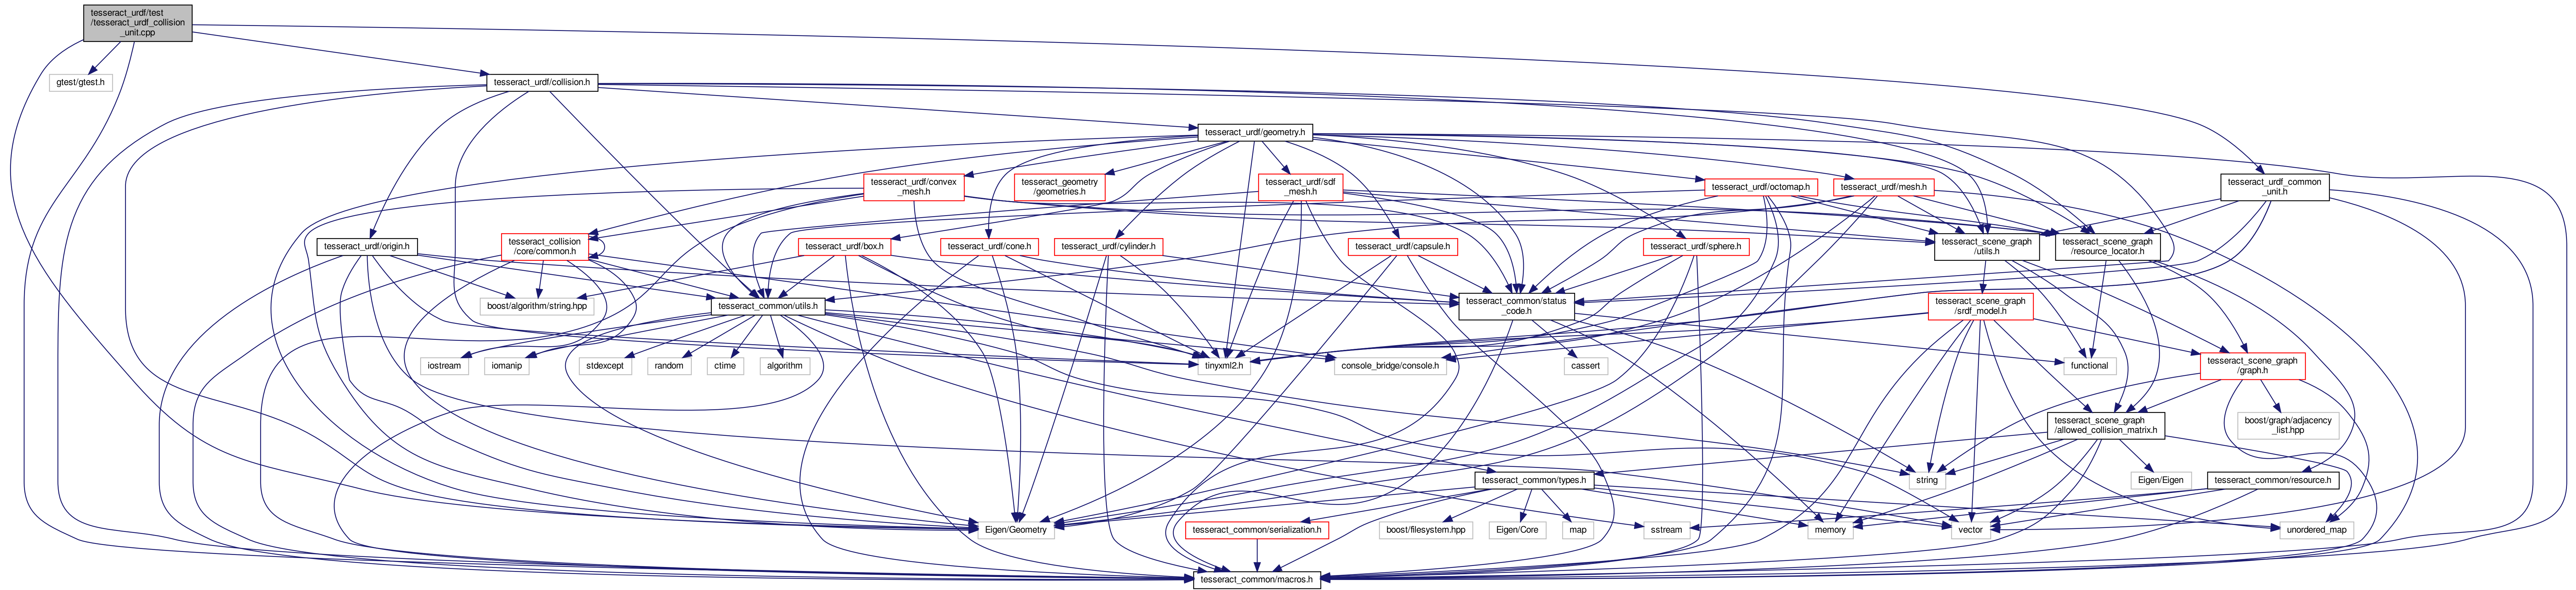 tesseract_urdf/test
/tesseract_urdf_collision
_unit.cpp
gtest/gtest.h
tesseract_urdf/collision.h
tesseract_urdf/geometry.h
tesseract_urdf/convex
_mesh.h
tesseract_geometry
/geometries.h
tesseract_urdf/sdf
_mesh.h
tesseract_urdf/octomap.h
tesseract_urdf/mesh.h
tesseract_urdf_common
_unit.h
tesseract_urdf/origin.h
tesseract_collision
/core/common.h
tesseract_urdf/box.h
tesseract_urdf/cone.h
tesseract_urdf/cylinder.h
tesseract_urdf/capsule.h
tesseract_urdf/sphere.h
tesseract_scene_graph
/utils.h
tesseract_scene_graph
/resource_locator.h
boost/algorithm/string.hpp
tesseract_common/utils.h
tesseract_common/status
_code.h
tesseract_scene_graph
/srdf_model.h
iostream
iomanip
stdexcept
random
ctime
algorithm
tinyxml2.h
console_bridge/console.h
cassert
functional
tesseract_scene_graph
/graph.h
tesseract_scene_graph
/allowed_collision_matrix.h
boost/graph/adjacency
_list.hpp
tesseract_common/types.h
string
Eigen/Eigen
tesseract_common/resource.h
Eigen/Geometry
tesseract_common/serialization.h
boost/filesystem.hpp
Eigen/Core
map
sstream
memory
vector
unordered_map
tesseract_common/macros.h